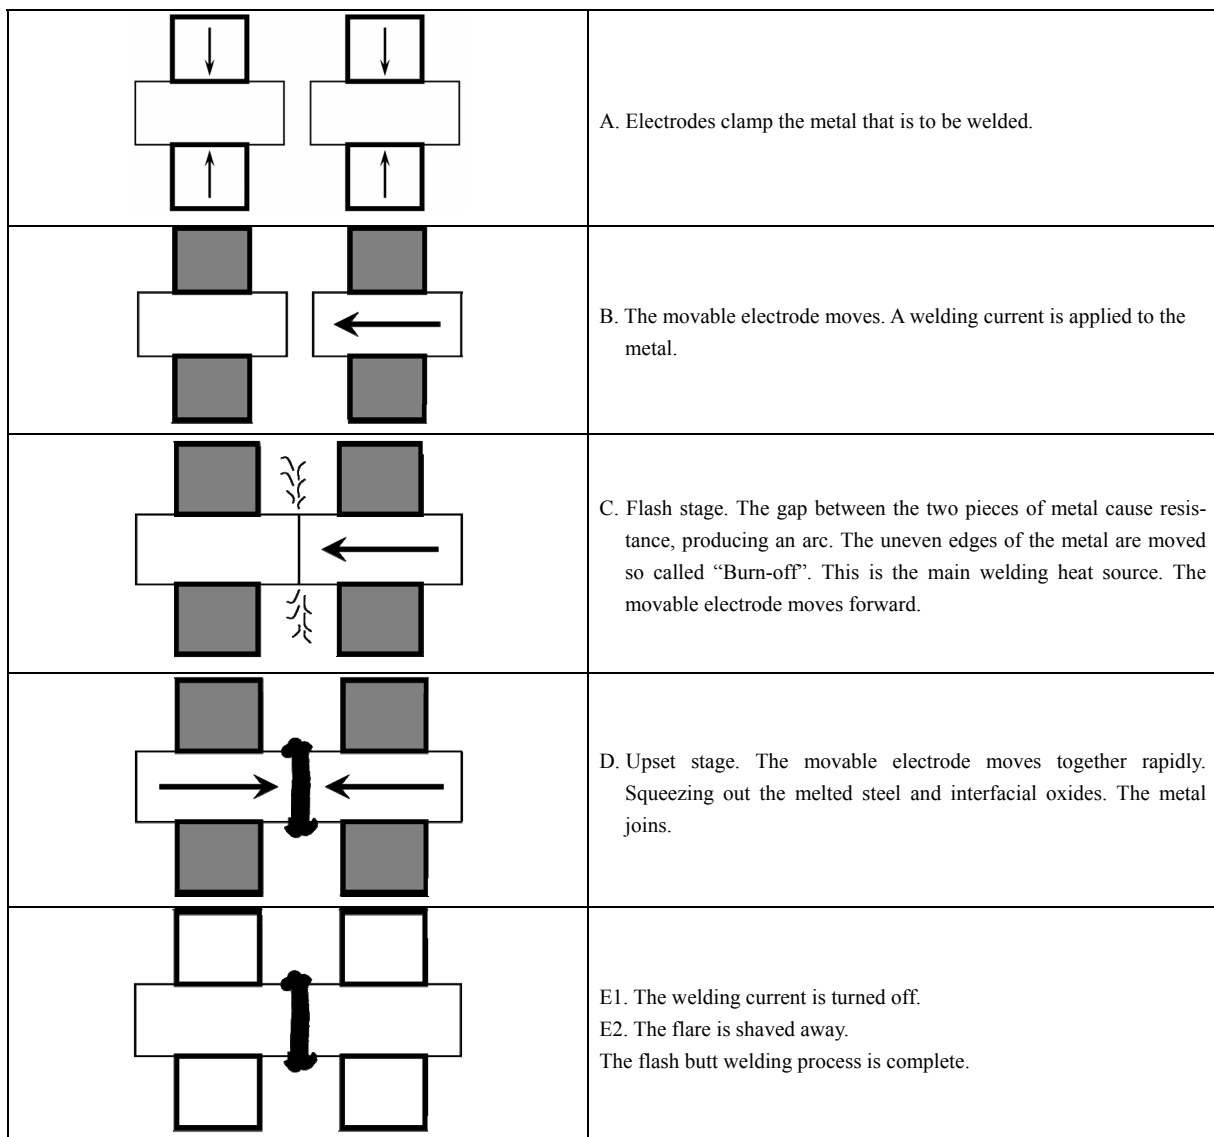 A. Electrodes clamp the metal that is to be welded.
B. The movable electrode moves. A welding current is applied to the
metal.
C. Flash stage. The gap between the two pieces of metal cause resis-
tance, producing an arc. The uneven edges of the metal are moved
so called “Burn-off”. This is the main welding heat source. The
movable electrode moves forward.
D. Upset stage. The movable electrode moves together rapidly.
Squeezing out the melted steel and interfacial oxides. The metal
joins.
E1. The welding current is turned off.
E2. The flare is shaved away.
The flash butt welding process is complete.